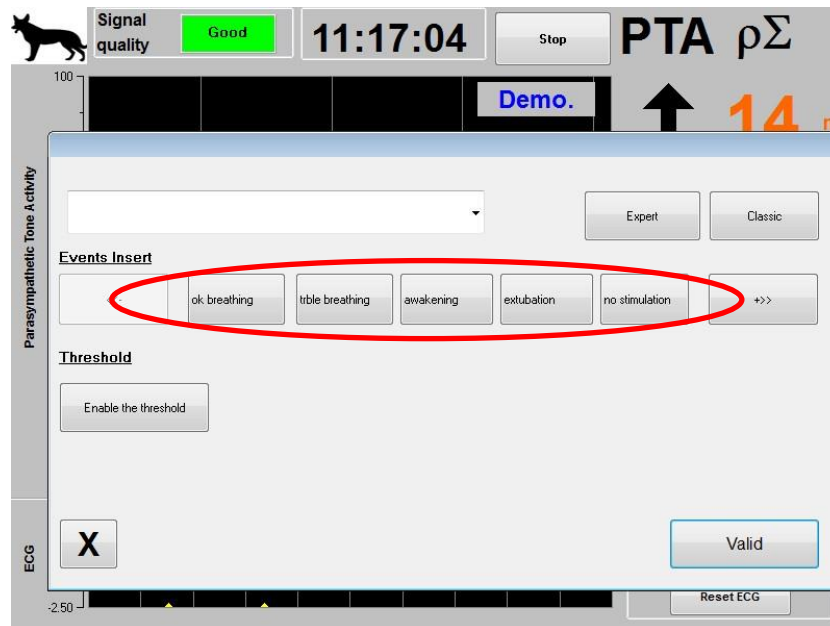 Signal quality
Good
11:17:04
Stop
PTA ρΣ
100
Demo.
14
Parasympathetic Tone Activity
Expert
Classic
Events Insert
ok breathing
trble breathing
awakening
extubation
no stimulation
+>>
Threshold
Enable the threshold
X
Valid
ECG
-2.50
Reset ECG